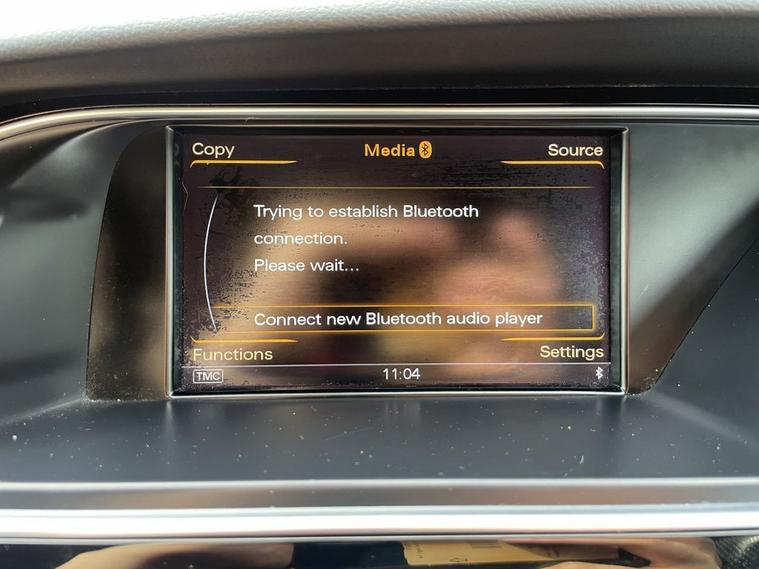 Copy Media Source
Trying to establish Bluetooth
connection.
Please wait...
Connect new Bluetooth audio player
Functions Settings
TMC 11:04